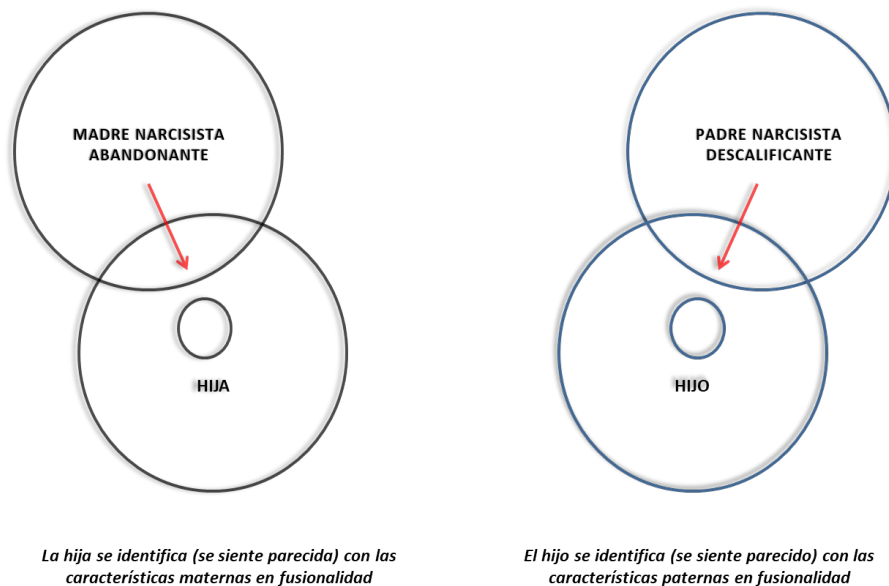 MADRE NARCISISTA
ABANDONANTE
HIJA
La hija se identifica (se siente parecida) con las
características maternas en fusionalidad
PADRE NARCISISTA
DESCALIFICANTE
HIJO
El hijo se identifica (se siente parecido) con las
características paternas en fusionalidad